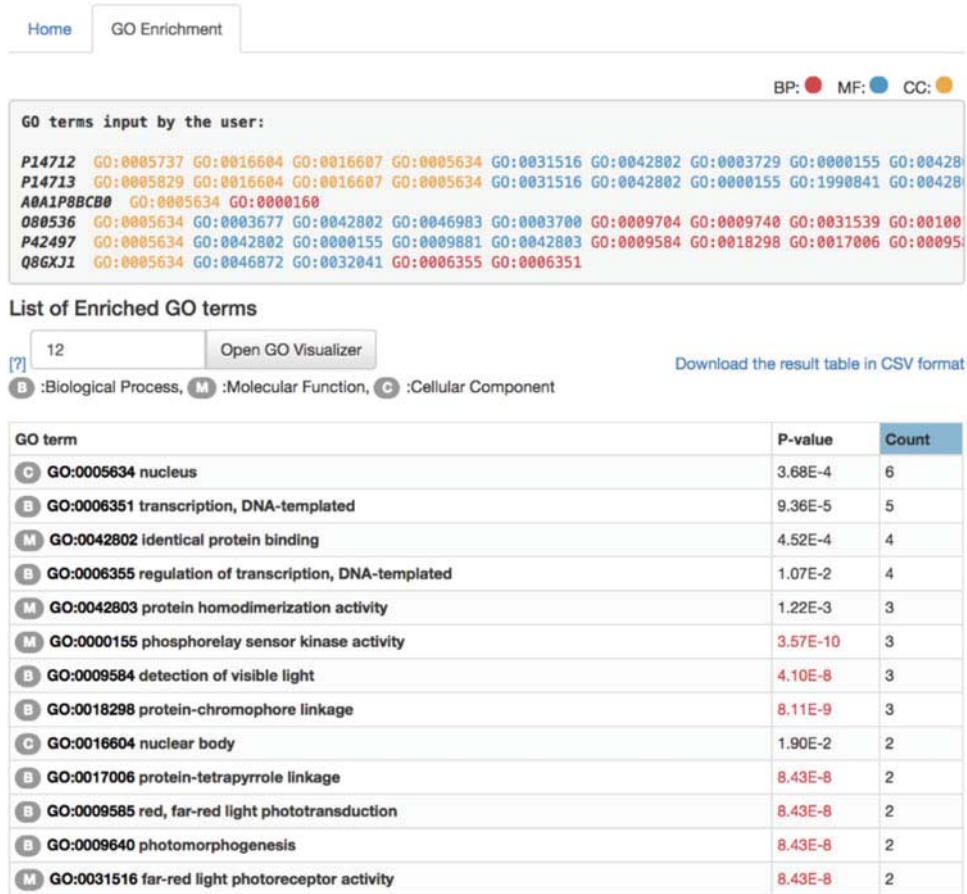 Home GO Enrichment
BP: MF: CC:
GO terms input by the user:
P14712 GO:0005737 GO:0016604 GO:0016607 GO:0005634 GO:0031516 GO:0042802 GO:0003729 GO:0000155 GO:00428
P14713 GO:0005829 GO:0016604 GO:0016607 GO:0005634 GO:0031516 GO:0042802 GO:0000155 GO:1990841 GO:00428
A0A1P8BCB0 GO:0005634 GO:0000160
O80536 GO:0005634 GO:0003677 GO:0042802 GO:0046983 GO:0003700 GO:0009704 GO:0009740 GO:0031539 GO:00100
P42497 GO:0005634 GO:0042802 GO:0000155 GO:0009881 GO:0042803 GO:0009584 GO:0018298 GO:0017006 GO:00095
Q8GXJ1 GO:0005634 GO:0046872 GO:0032041 GO:0006355 GO:0006351
List of Enriched GO terms
[?] 12 Open GO Visualizer Download the result table in CSV format
B :Biological Process, M :Molecular Function, C :Cellular Component
GO term P-value Count
C GO:0005634 nucleus 3.68E-4 6
B GO:0006351 transcription, DNA-templated 9.36E-5 5
M GO:0042802 identical protein binding 4.52E-4 4
B GO:0006355 regulation of transcription, DNA-templated 1.07E-2 4
M GO:0042803 protein homodimerization activity 1.22E-3 3
M GO:0000155 phosphorelay sensor kinase activity 3.57E-10 3
B GO:0009584 detection of visible light 4.10E-8 3
B GO:0018298 protein-chromophore linkage 8.11E-9 3
C GO:0016604 nuclear body 1.90E-2 2
B GO:0017006 protein-tetrapyrrole linkage 8.43E-8 2
B GO:0009585 red, far-red light phototransduction 8.43E-8 2
B GO:0009640 photomorphogenesis 8.43E-8 2
M GO:0031516 far-red light photoreceptor activity 8.43E-8 2